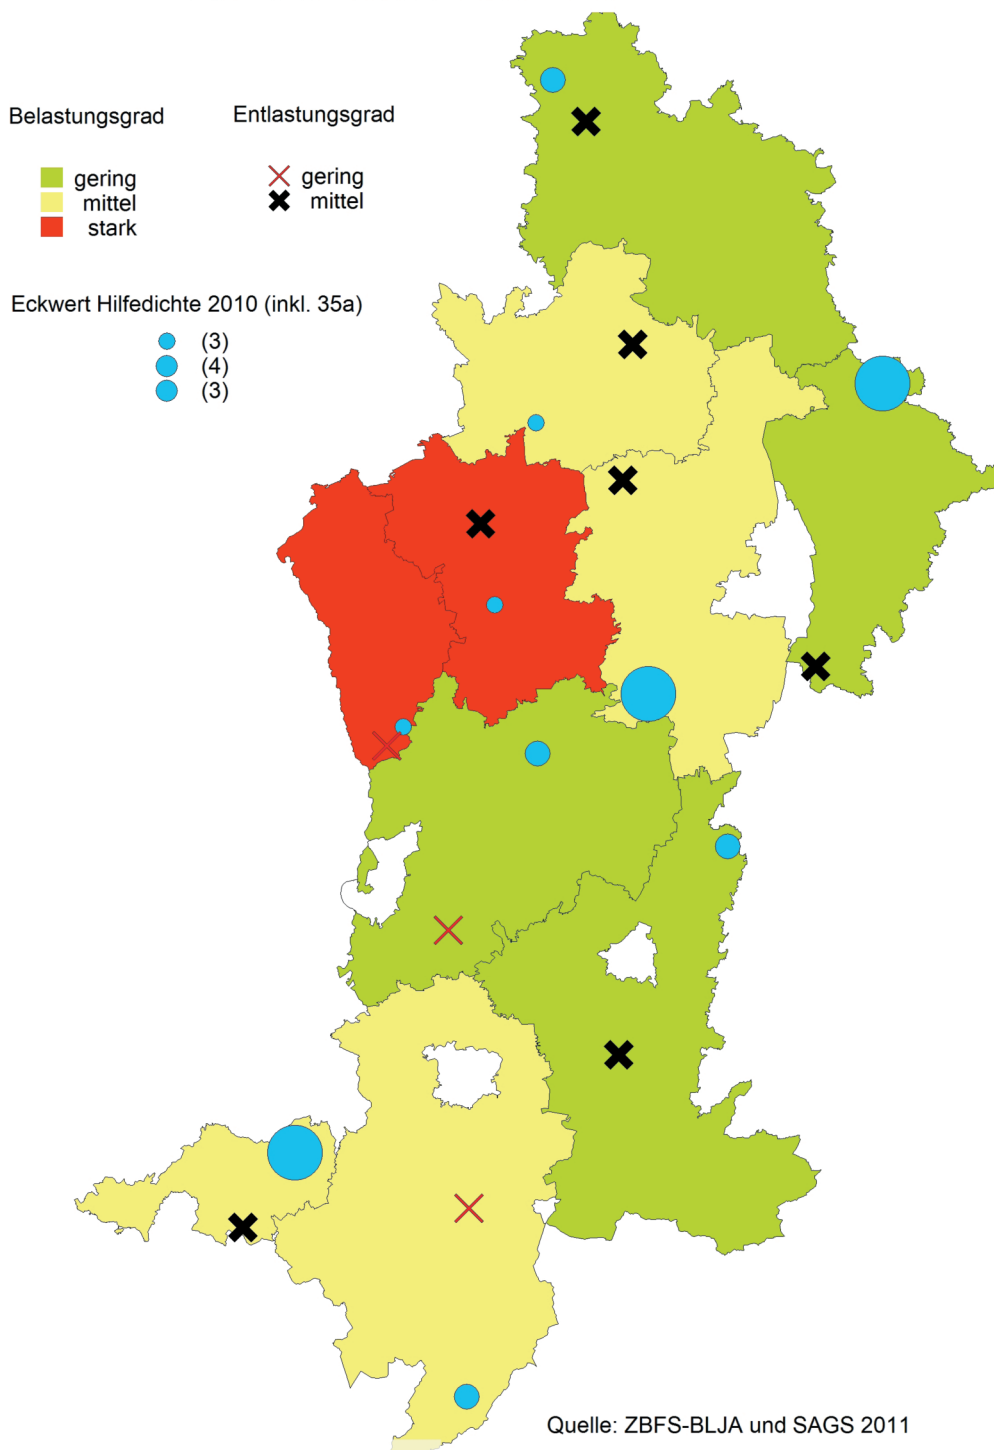 Belastungsgrad
gering
mittel
stark
Entlastungsgrad
gering
mittel
Eckwert Hilfedichte 2010 (inkl. 35a)
(3)
(4)
(3)
Quelle: ZBFS-BLJA und SAGS 2011